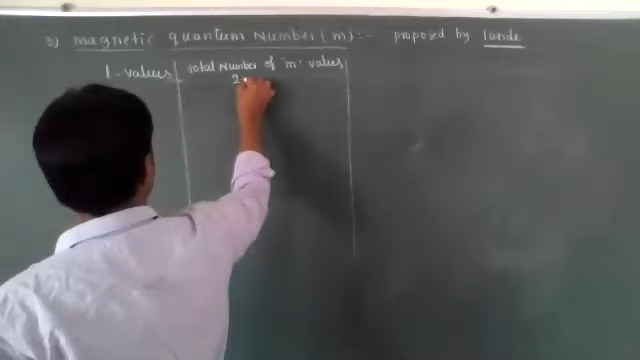 3) magnetic quantum Number (m) :- proposed by lande
l-values total Number of 'm' values
2